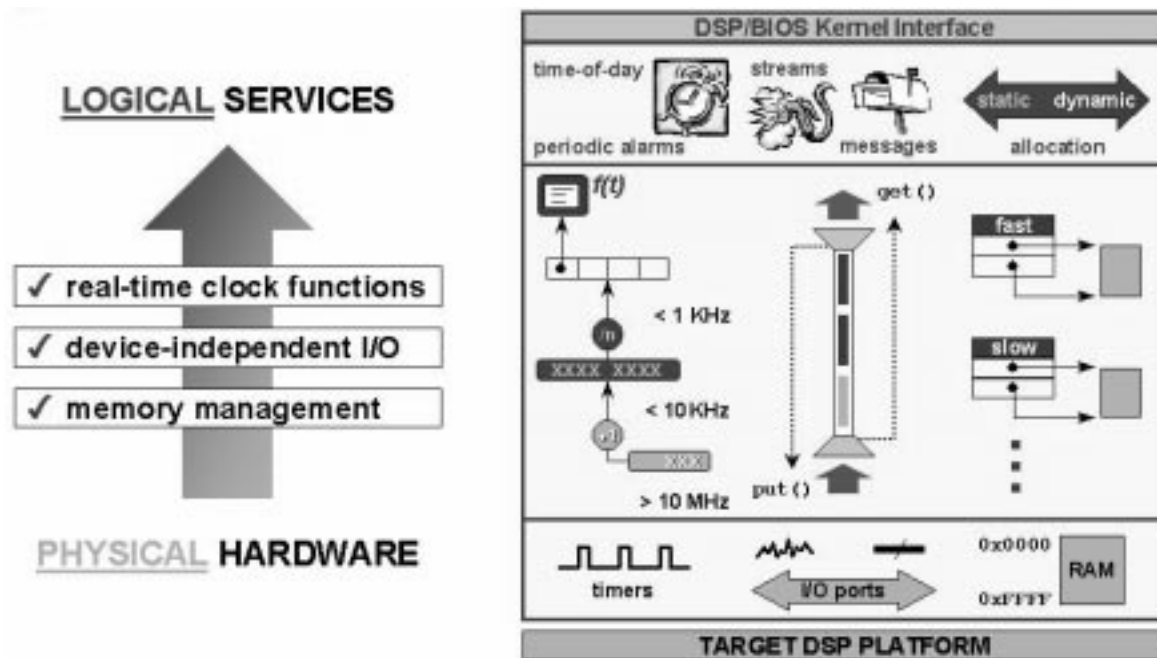 LOGICAL SERVICES
✓ real-time clock functions
✓ device-independent I/O
✓ memory management
PHYSICAL HARDWARE
DSP/BIOS Kernel Interface
time-of-day
streams
static dynamic
periodic alarms
messages
allocation
f(t)
get()
fast
< 1 KHz
/n
XXXX XXXX
slow
< 10 KHz
XXX
put()
> 10 MHz
0x0000
RAM
timers
I/O ports
0xFFFF
TARGET DSP PLATFORM